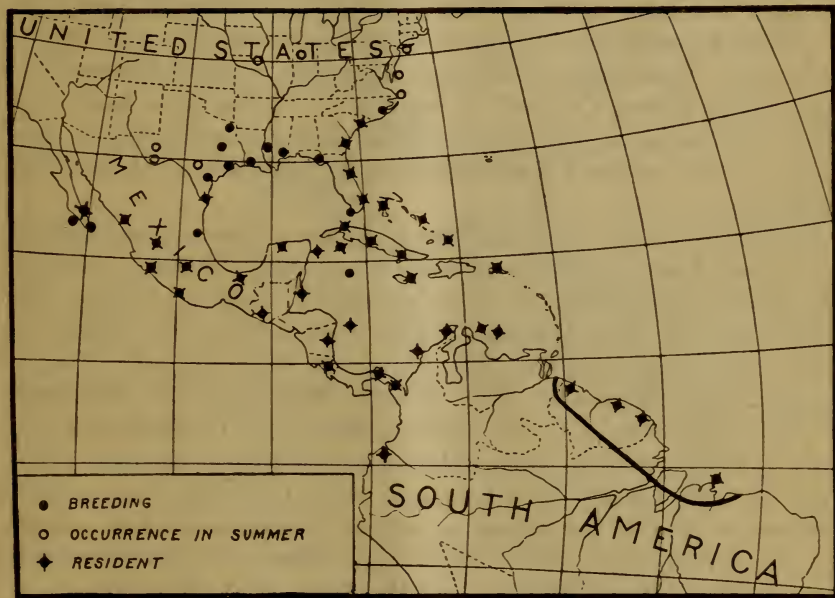 UNITED STATES
MEXICO
SOUTH AMERICA
BREEDING
OCCURRENCE IN SUMMER
RESIDENT